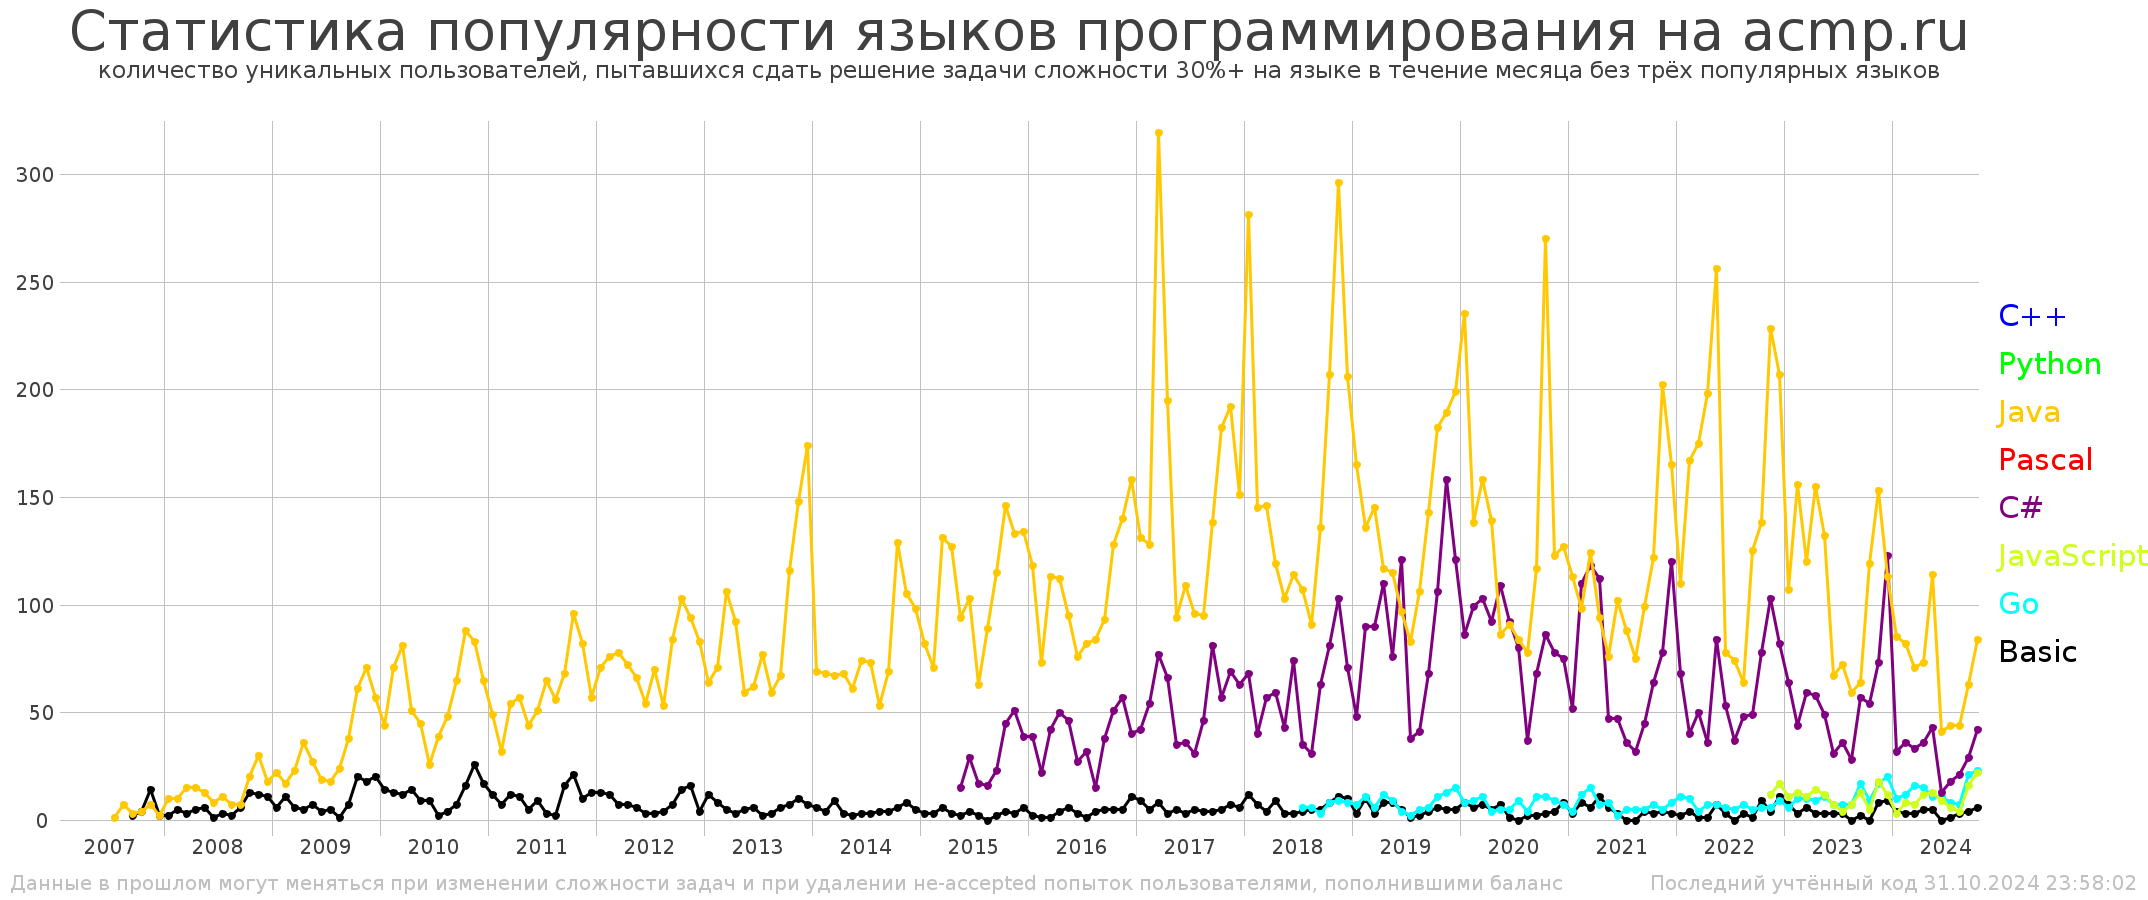 Статистика популярности языков программирования на acmp.ru
количество уникальных пользователей, пытавшихся сдать решение задачи сложности 30%+ на языке в течение месяца без трёх популярных языков
300
250
200
150
100
50
0
C++
Python
Java
Pascal
C#
JavaScript
Go
Basic
2007 2008 2009 2010 2011 2012 2013 2014 2015 2016 2017 2018 2019 2020 2021 2022 2023 2024
Данные в прошлом могут меняться при изменении сложности задач и при удалении не-accepted попыток пользователями, пополнившими баланс
Последний учтённый код 31.10.2024 23:58:02